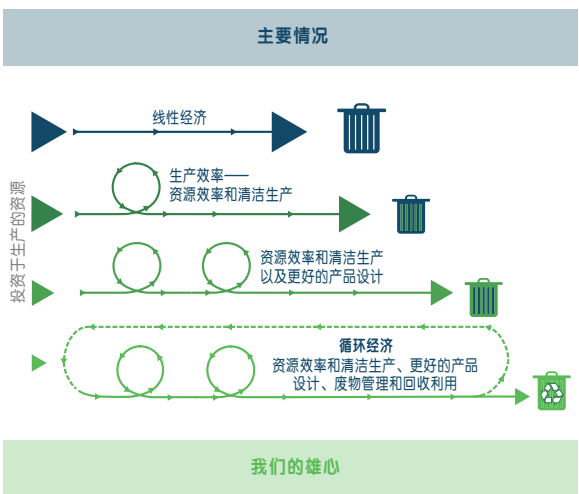 主要情况
线性经济
生产效率——
资源效率和清洁生产
投资于生产的资源
资源效率和清洁生产
以及更好的产品设计
循环经济
资源效率和清洁生产、更好的产品
设计、废物管理和回收利用
我们的雄心